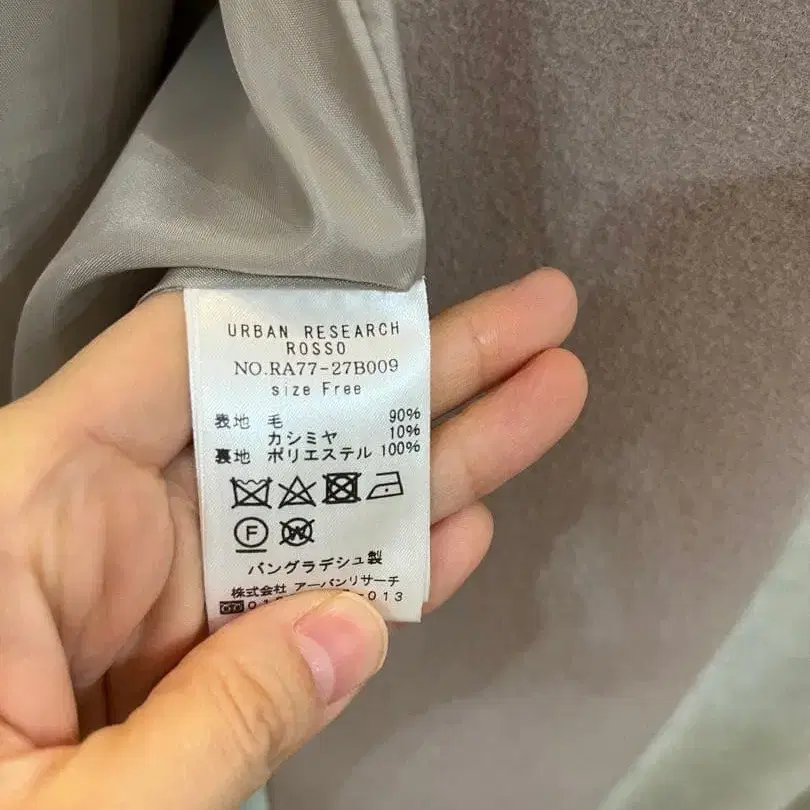 URBAN RESEARCH
ROSSO
NO.RA77-27B009
size Free
表地 毛 90%
カシミヤ 10%
裏地 ポリエステル 100%
F W
バングラデシュ製
株式会社 アーバンリサーチ
-013